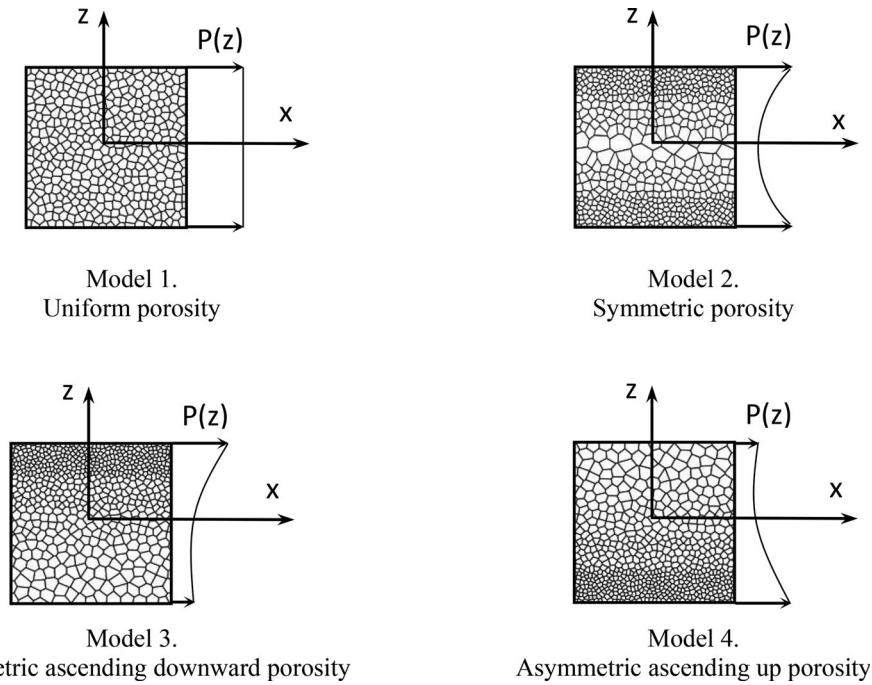 z
P(z)
x
Model 1.
Uniform porosity
z
P(z)
x
Model 2.
Symmetric porosity
z
P(z)
x
Model 3.
ascending downward porosity
z
P(z)
x
Model 4.
Asymmetric ascending up porosity